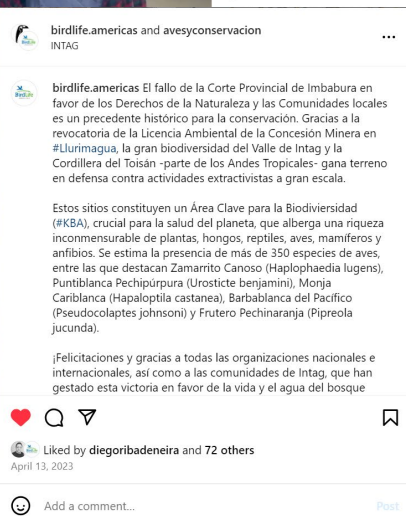 birdlife.americas and avesyconservacion
INTAG
birdlife.americas El fallo de la Corte Provincial de Imbabura en
favor de los Derechos de la Naturaleza y las Comunidades locales
es un precedente histórico para la conservación. Gracias a la
revocatoria de la Licencia Ambiental de la Concesión Minera en
#Llurimagua, la gran biodiversidad del Valle de Intag y la
Cordillera del Toisán -parte de los Andes Tropicales- gana terreno
en defensa contra actividades extractivistas a gran escala.
Estos sitios constituyen un Área Clave para la Biodiviersidad
(#KBA), crucial para la salud del planeta, que alberga una riqueza
inconmensurable de plantas, hongos, reptiles, aves, mamíferos y
anfibios. Se estima la presencia de más de 350 especies de aves,
entre las que destacan Zamarrito Canoso (Haplophaedia lugens),
Puntiblanca Pechipúrpura (Urosticte benjamini), Monja
Cariblanca (Hapaloptila castanea), Barbablanca del Pacífico
(Pseudocolaptes johnsoni) y Frutero Pechinaranja (Pipreola
jucunda).
¡Felicitaciones y gracias a todas las organizaciones nacionales e
internacionales, así como a las comunidades de Intag, que han
gestado esta victoria en favor de la vida y el agua del bosque
Liked by diegoribadeneira and 72 others
April 13, 2023
Add a comment... Post